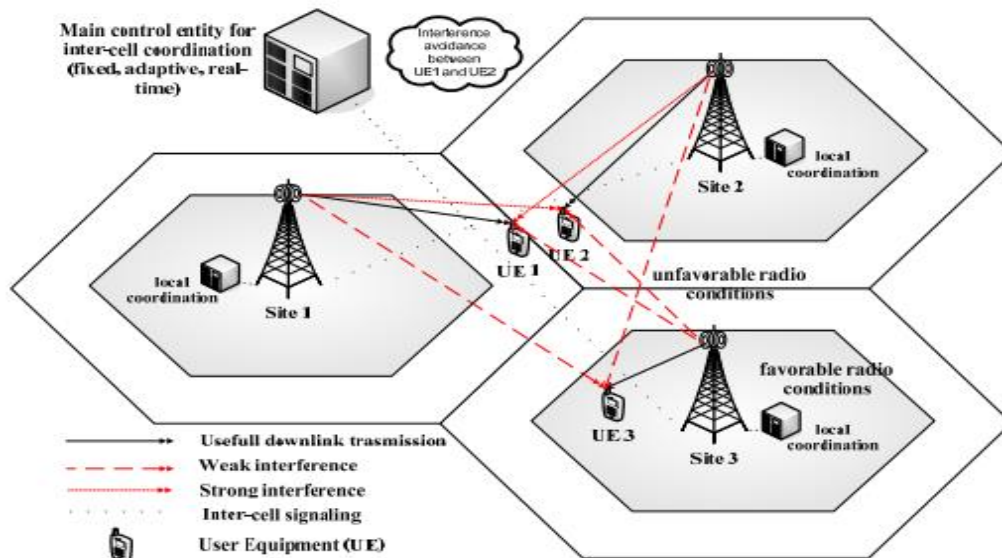 Main control entity for
inter-cell coordination
(fixed, adaptive, real-
time)
Interference
avoidance
between
UE1 and UE2
Site 2
local
coordination
UE 1
UE 2
local
coordination
Site 1
unfavorable radio
conditions
favorable radio
conditions
UE 3
Site 3
local
coordination
Usefull downlink trasmission
Weak interference
Strong interference
Inter-cell signaling
User Equipment (UE)